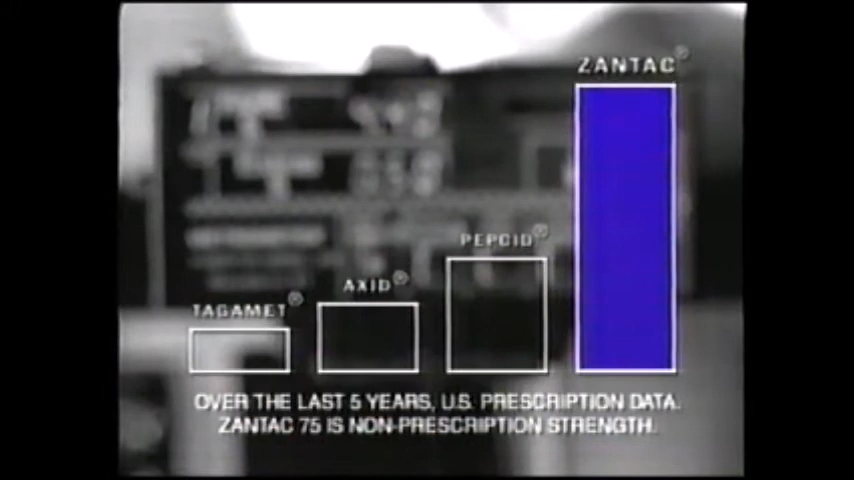 ZANTAC®
PEPCID®
AXID®
TAGAMET®
OVER THE LAST 5 YEARS, U.S. PRESCRIPTION DATA.
ZANTAC 75 IS NON-PRESCRIPTION STRENGTH.